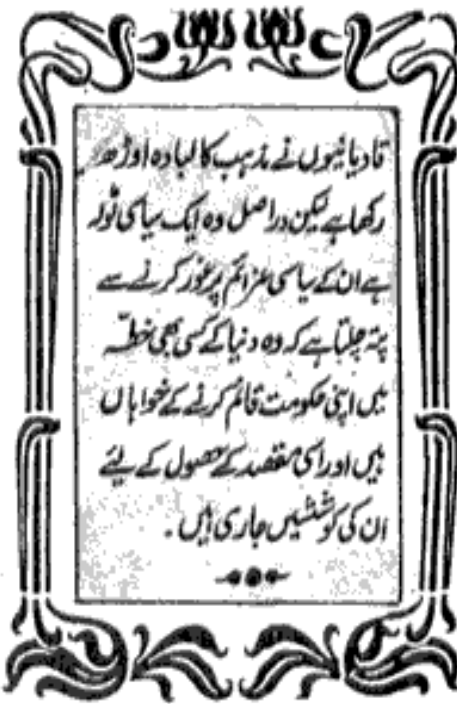 قادیانیوں نے مذہب کا لبادہ اوڑھ
رکھا ہے لیکن دراصل وہ ایک سیاسی ٹولہ
ہے ان کے سیاسی عزائم پر غور کرنے سے
پتہ چلتا ہے کہ وہ دنیا کے کسی بھی خطہ
میں اپنی حکومت قائم کرنے کے خواہاں
ہیں اور اسی مقصد کے حصول کے لیئے
ان کی کوششیں جاری ہیں۔